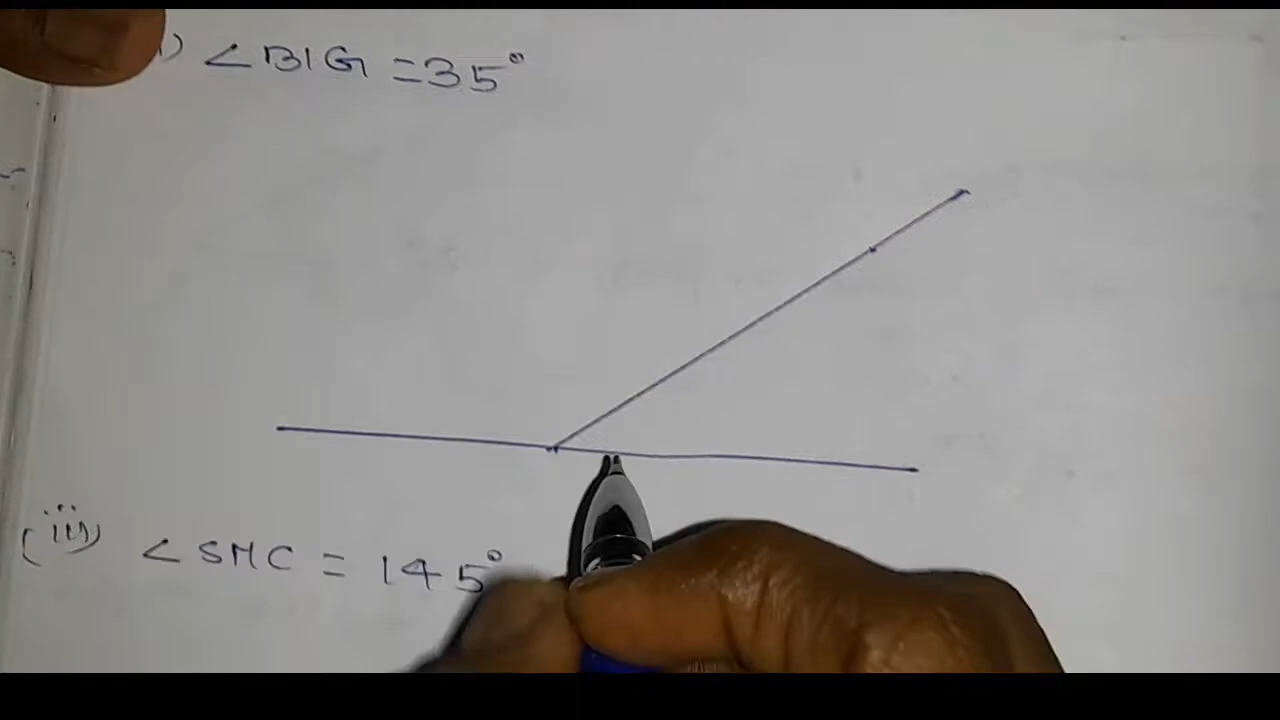 ∠BIG = 35°
(iii) ∠SMC = 145°